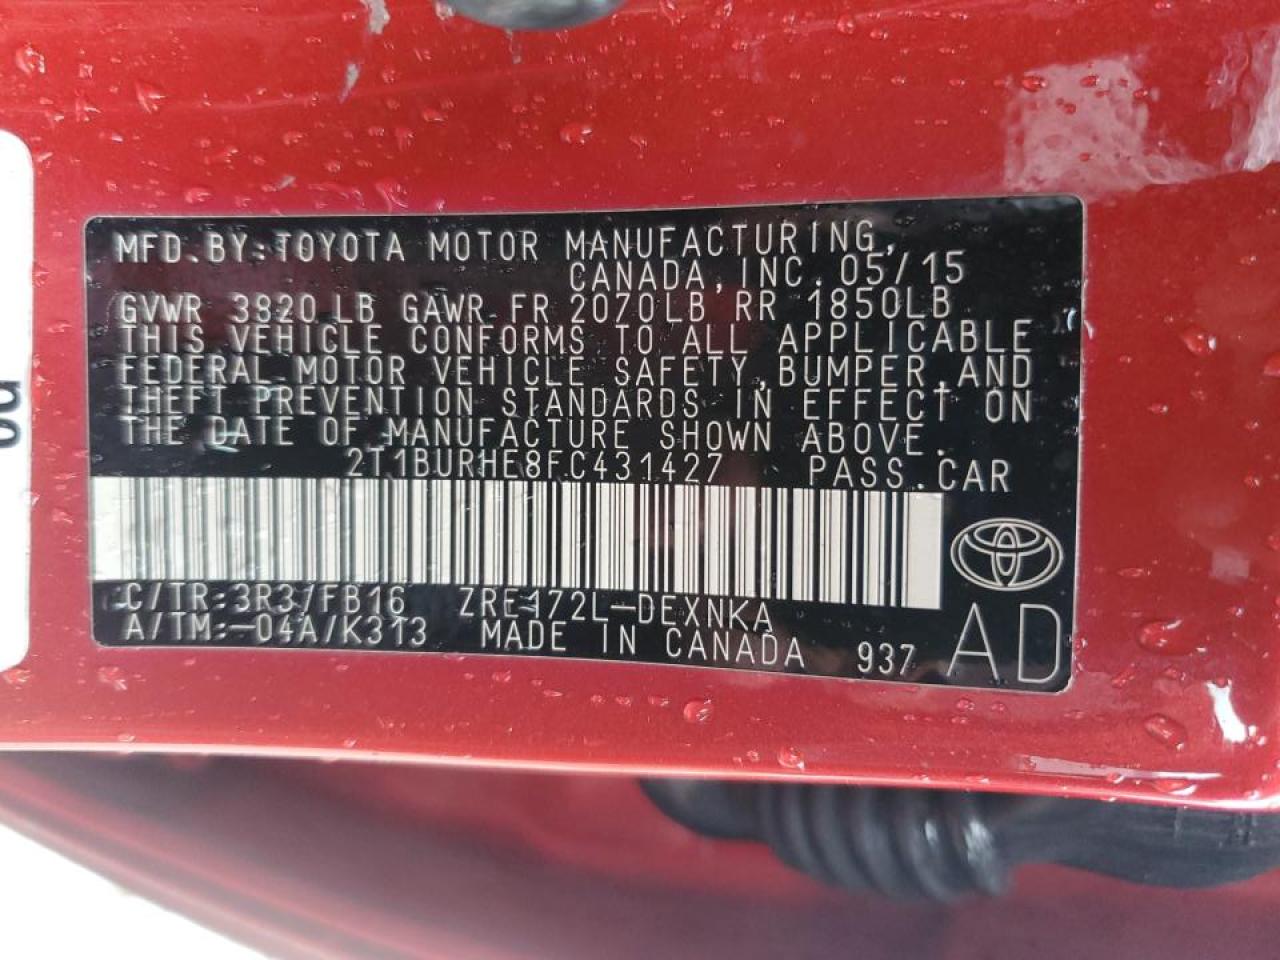 MFD.BY:TOYOTA MOTOR MANUFACTURING,
CANADA,INC. 05/15
GVWR 3820 LB GAWR FR 2070LB RR 1850LB
THIS VEHICLE CONFORMS TO ALL APPLICABLE
FEDERAL MOTOR VEHICLE SAFETY,BUMPER,AND
THEFT PREVENTION STANDARDS IN EFFECT ON
THE DATE OF MANUFACTURE SHOWN ABOVE.
2T1BURHE8FC431427 PASS.CAR
C/TR:3R3/FB16 ZRE172L-DEXNKA
A/TM:-04A/K313 MADE IN CANADA 937 AD